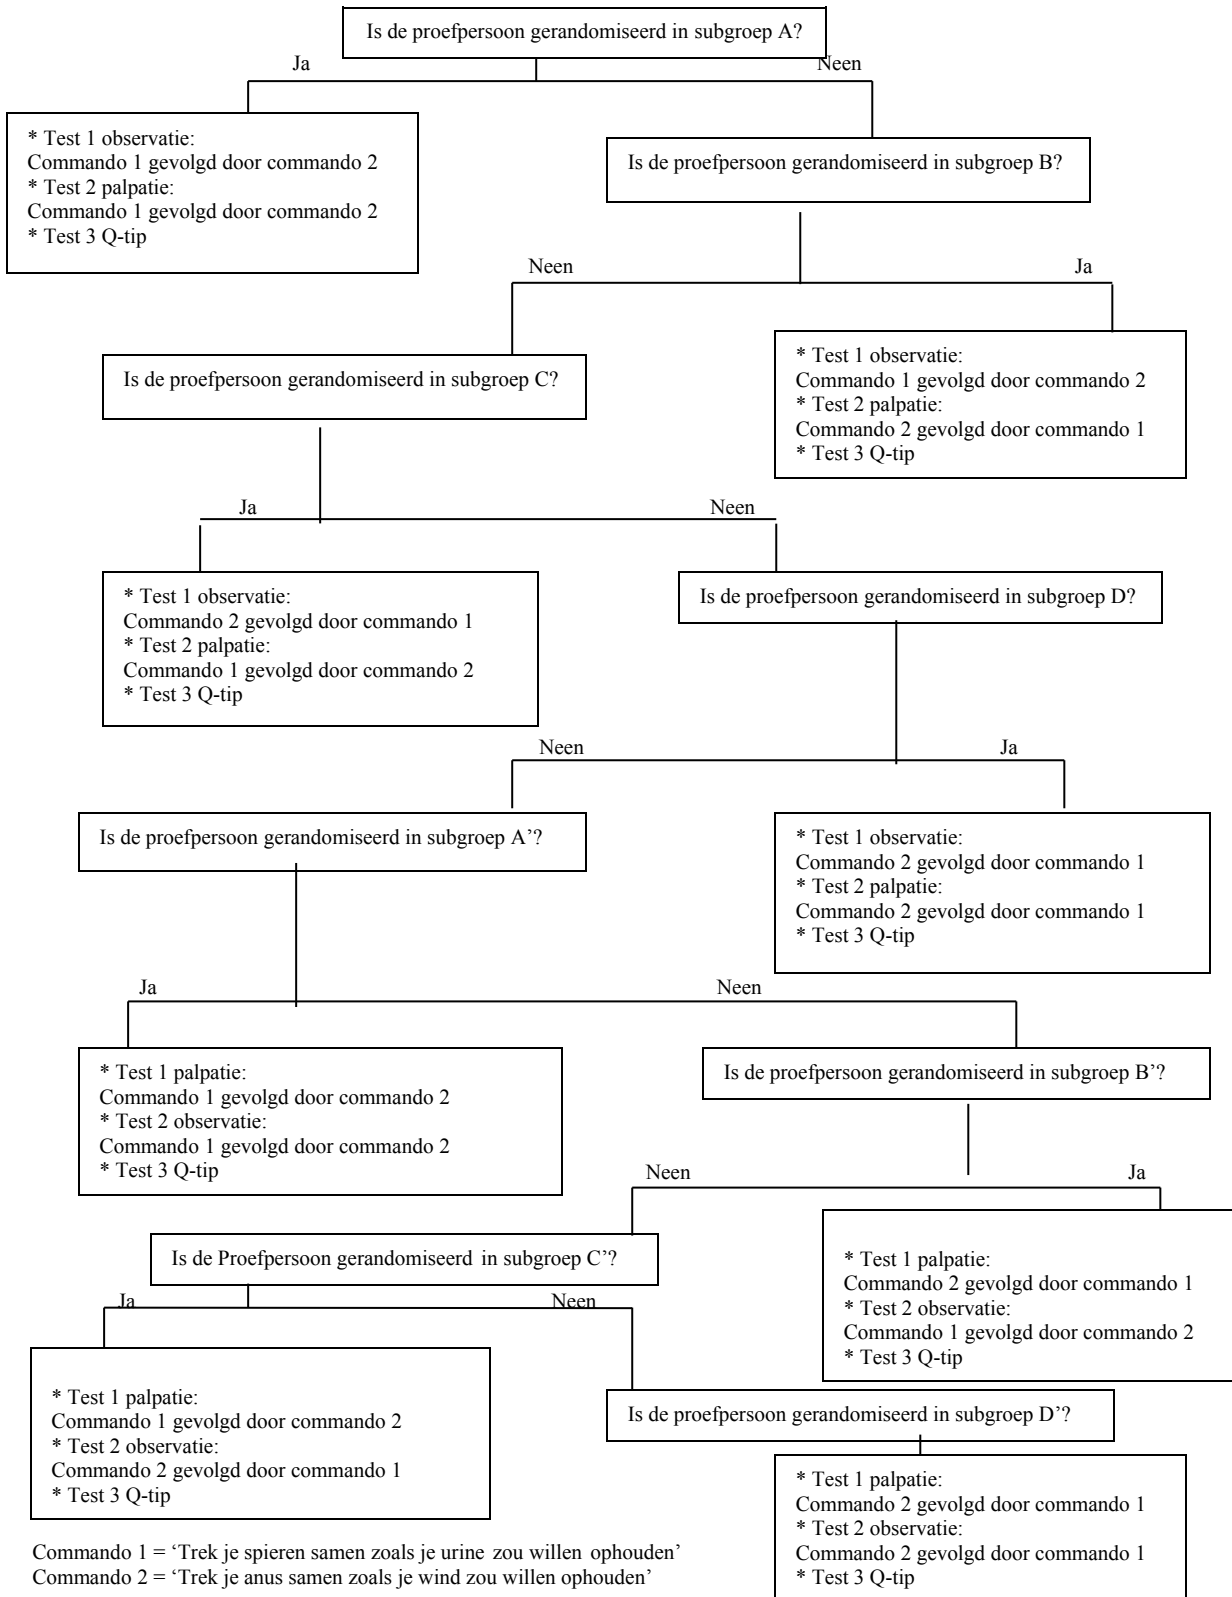 Is de proefpersoon gerandomiseerd in subgroep A?
Ja
Neen
* Test 1 observatie:
Commando 1 gevolgd door commando 2
* Test 2 palpatie:
Commando 1 gevolgd door commando 2
* Test 3 Q-tip
Is de proefpersoon gerandomiseerd in subgroep B?
Neen
Ja
* Test 1 observatie:
Commando 1 gevolgd door commando 2
* Test 2 palpatie:
Commando 2 gevolgd door commando 1
* Test 3 Q-tip
Is de proefpersoon gerandomiseerd in subgroep C?
Ja
Neen
* Test 1 observatie:
Commando 2 gevolgd door commando 1
* Test 2 palpatie:
Commando 1 gevolgd door commando 2
* Test 3 Q-tip
Is de proefpersoon gerandomiseerd in subgroep D?
Neen
Ja
Is de proefpersoon gerandomiseerd in subgroep A’?
* Test 1 observatie:
Commando 2 gevolgd door commando 1
* Test 2 palpatie:
Commando 2 gevolgd door commando 1
* Test 3 Q-tip
Ja
Neen
* Test 1 palpatie:
Commando 1 gevolgd door commando 2
* Test 2 observatie:
Commando 1 gevolgd door commando 2
* Test 3 Q-tip
Is de proefpersoon gerandomiseerd in subgroep B’?
Neen
Ja
Is de Proefpersoon gerandomiseerd in subgroep C’?
* Test 1 palpatie:
Commando 2 gevolgd door commando 1
* Test 2 observatie:
Commando 1 gevolgd door commando 2
* Test 3 Q-tip
Ja
Neen
* Test 1 palpatie:
Commando 1 gevolgd door commando 2
* Test 2 observatie:
Commando 2 gevolgd door commando 1
* Test 3 Q-tip
Is de proefpersoon gerandomiseerd in subgroep D’?
* Test 1 palpatie:
Commando 2 gevolgd door commando 1
* Test 2 observatie:
Commando 2 gevolgd door commando 1
* Test 3 Q-tip
Commando 1 = ‘Trek je spieren samen zoals je urine zou willen ophouden’
Commando 2 = ‘Trek je anus samen zoals je wind zou willen ophouden’